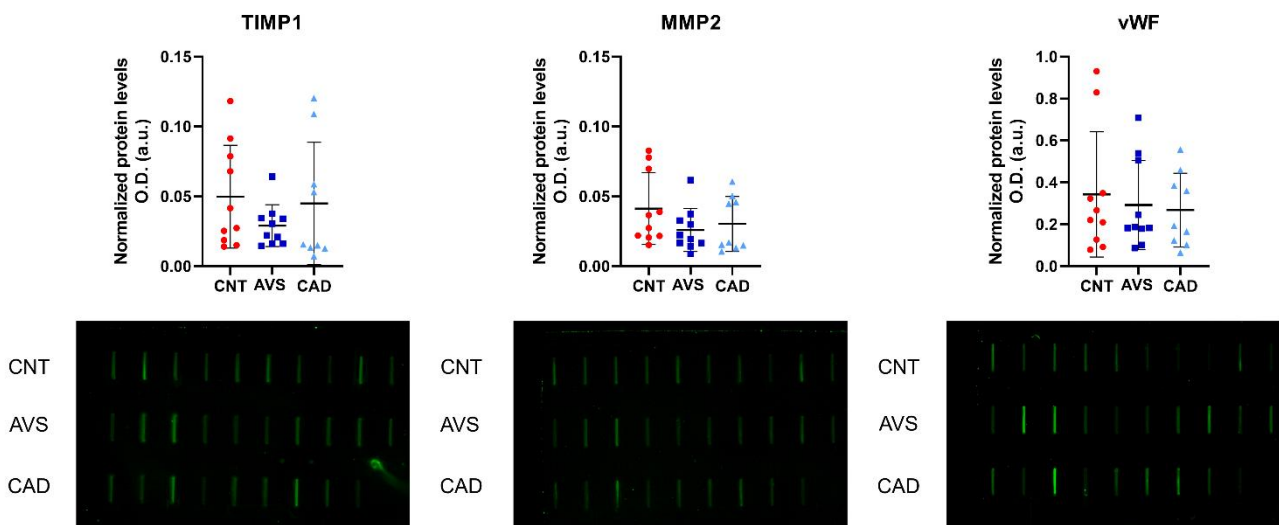 TIMP1
Normalized protein levels
O.D. (a.u.)
0.15
0.10
0.05
0.00
CNT AVS CAD
MMP2
Normalized protein levels
O.D. (a.u.)
0.15
0.10
0.05
0.00
CNT AVS CAD
vWF
Normalized protein levels
O.D. (a.u.)
1.0
0.8
0.6
0.4
0.2
0.0
CNT AVS CAD
CNT
AVS
CAD
CNT
AVS
CAD
CNT
AVS
CAD